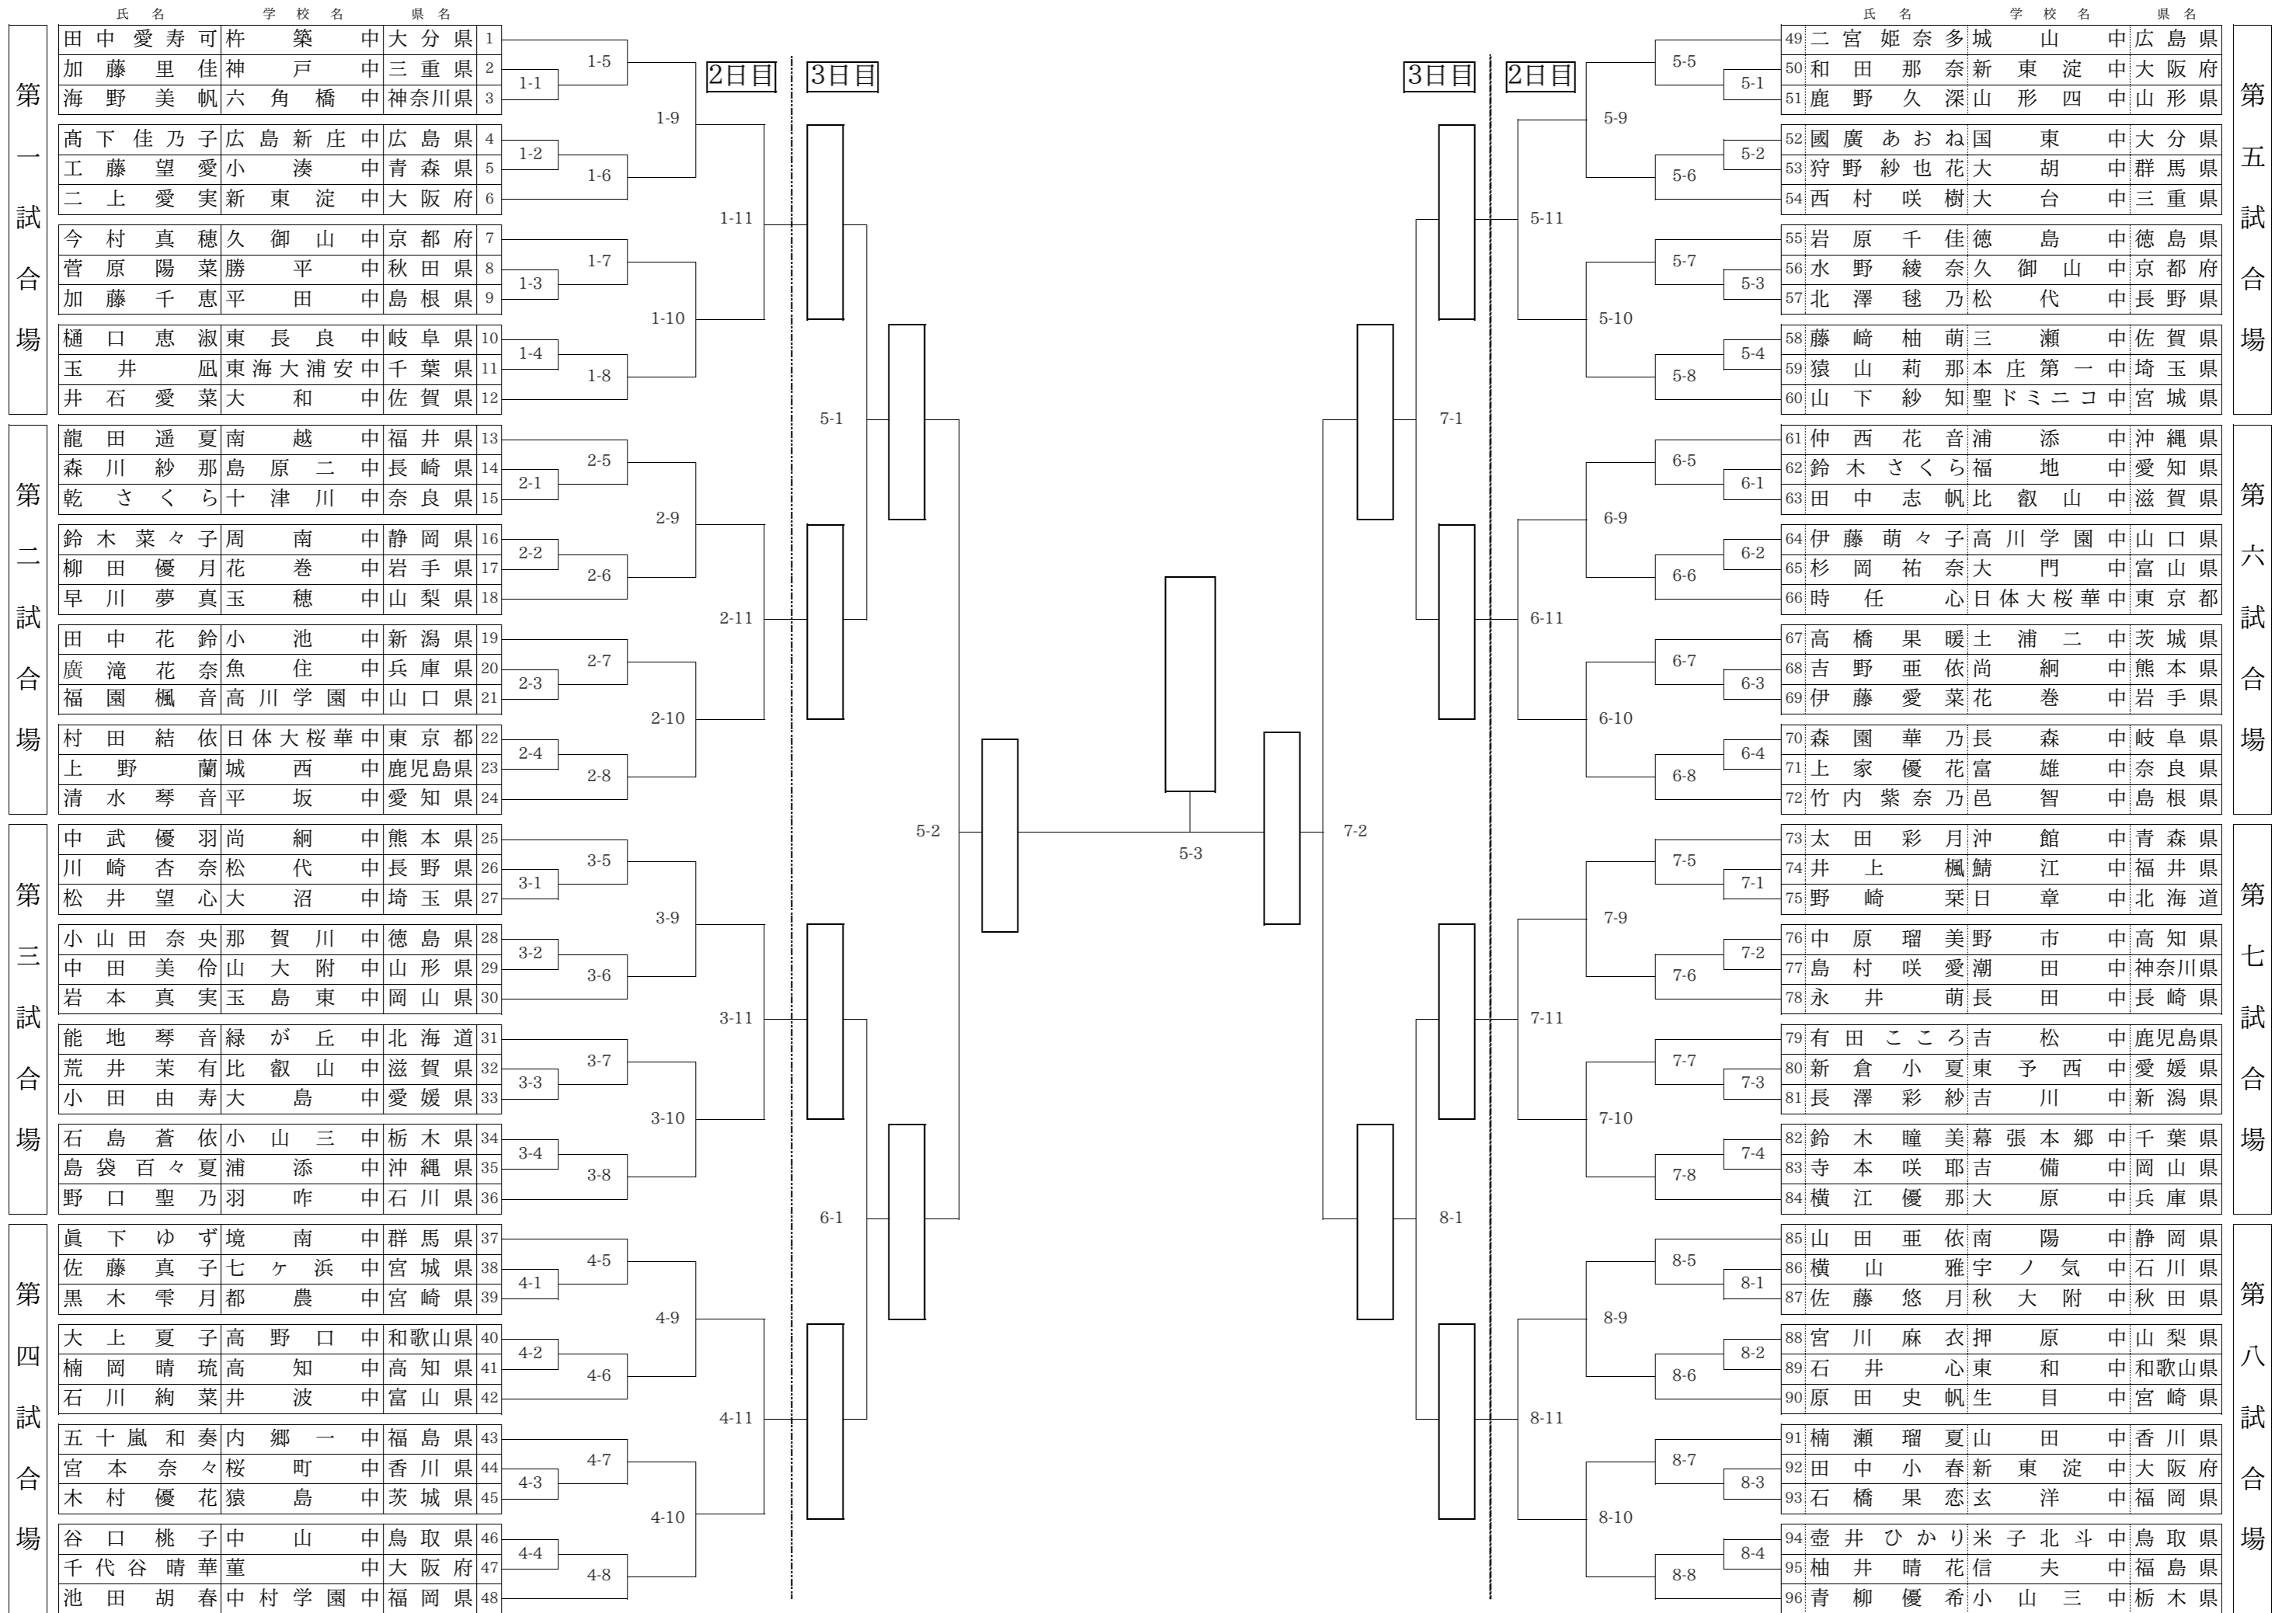 氏名 学校名 県名
第一試合場
田中愛寿可 杵築中 大分県 1
加藤里佳 神戸中 三重県 2
海野美帆 六角橋中 神奈川県 3
髙下佳乃子 広島新庄中 広島県 4
工藤望愛 小湊中 青森県 5
二上愛実 新東淀中 大阪府 6
今村真穂 久御山中 京都府 7
菅原陽菜 勝平中 秋田県 8
加藤千恵 平田中 島根県 9
樋口恵淑 東長良中 岐阜県 10
玉井凪 東海大浦安中 千葉県 11
井石愛菜 大和中 佐賀県 12
第二試合場
龍田遥夏 南越中 福井県 13
森川紗那 島原二中 長崎県 14
乾さくら 十津川中 奈良県 15
鈴木菜々子 周南中 静岡県 16
柳田優月 花巻中 岩手県 17
早川夢真 玉穂中 山梨県 18
田中花鈴 小池中 新潟県 19
廣滝花奈 魚住中 兵庫県 20
福園楓音 高川学園中 山口県 21
村田結依 日体大桜華中 東京都 22
上野蘭 城西中 鹿児島県 23
清水琴音 平坂中 愛知県 24
第三試合場
中武優羽 尚絅中 熊本県 25
川崎杏奈 松代中 長野県 26
松井望心 大沼中 埼玉県 27
小山田奈央 那賀川中 徳島県 28
中田美伶 山大附中 山形県 29
岩本真実 玉島東中 岡山県 30
能地琴音 緑が丘中 北海道 31
荒井茉有 比叡山中 滋賀県 32
小田由寿 大島中 愛媛県 33
石島蒼依 小山三中 栃木県 34
島袋百々夏 浦添中 沖縄県 35
野口聖乃 羽咋中 石川県 36
第四試合場
眞下ゆず 境南中 群馬県 37
佐藤真子 七ヶ浜中 宮城県 38
黒木雫月 都農中 宮崎県 39
大上夏子 高野口中 和歌山県 40
楠岡晴琉 高知中 高知県 41
石川絢菜 井波中 富山県 42
五十嵐和奏 内郷一中 福島県 43
宮本奈々 桜町中 香川県 44
木村優花 猿島中 茨城県 45
谷口桃子 中山中 鳥取県 46
千代谷晴華 菫中 大阪府 47
池田胡春 中村学園中 福岡県 48
1-1
1-2
1-3
1-4
1-5
1-6
1-7
1-8
1-9
1-10
1-11
2-1
2-2
2-3
2-4
2-5
2-6
2-7
2-8
2-9
2-10
2-11
3-1
3-2
3-3
3-4
3-5
3-6
3-7
3-8
3-9
3-10
3-11
4-1
4-2
4-3
4-4
4-5
4-6
4-7
4-8
4-9
4-10
4-11
2日目 3日目
5-1
6-1
5-2
5-3
7-2
7-1
8-1
3日目 2日目
5-11
5-9
5-10
5-5
5-6
5-7
5-8
5-1
5-2
5-3
5-4
6-11
6-9
6-10
6-5
6-6
6-7
6-8
6-1
6-2
6-3
6-4
7-11
7-9
7-10
7-5
7-6
7-7
7-8
7-1
7-2
7-3
7-4
8-11
8-9
8-10
8-5
8-6
8-7
8-8
8-1
8-2
8-3
8-4
氏名 学校名 県名
49 二宮姫奈多 城山中 広島県
50 和田那奈 新東淀中 大阪府
51 鹿野久深 山形四中 山形県
52 國廣あおね 国東中 大分県
53 狩野紗也花 大胡中 群馬県
54 西村咲樹 大台中 三重県
55 岩原千佳 徳島中 徳島県
56 水野綾奈 久御山中 京都府
57 北澤毬乃 松代中 長野県
58 藤﨑柚萌 三瀬中 佐賀県
59 猿山莉那 本庄第一中 埼玉県
60 山下紗知 聖ドミニコ中 宮城県
第五試合場
61 仲西花音 浦添中 沖縄県
62 鈴木さくら 福地中 愛知県
63 田中志帆 比叡山中 滋賀県
64 伊藤萌々子 高川学園中 山口県
65 杉岡祐奈 大門中 富山県
66 時任心 日体大桜華中 東京都
67 高橋果暖 土浦二中 茨城県
68 吉野亜依 尚絅中 熊本県
69 伊藤愛菜 花巻中 岩手県
70 森園華乃 長森中 岐阜県
71 上家優花 富雄中 奈良県
72 竹内紫奈乃 邑智中 島根県
第六試合場
73 太田彩月 沖館中 青森県
74 井上楓 鯖江中 福井県
75 野崎栞 日章中 北海道
76 中原瑠美 野市中 高知県
77 島村咲愛 潮田中 神奈川県
78 永井萌 長田中 長崎県
79 有田こころ 吉松中 鹿児島県
80 新倉小夏 東予西中 愛媛県
81 長澤彩紗 吉川中 新潟県
82 鈴木瞳美 幕張本郷中 千葉県
83 寺本咲耶 吉備中 岡山県
84 横江優那 大原中 兵庫県
第七試合場
85 山田亜依 南陽中 静岡県
86 横山雅 宇ノ気中 石川県
87 佐藤悠月 秋大附中 秋田県
88 宮川麻衣 押原中 山梨県
89 石井心 東和中 和歌山県
90 原田史帆 生目中 宮崎県
91 楠瀬瑠夏 山田中 香川県
92 田中小春 新東淀中 大阪府
93 石橋果恋 玄洋中 福岡県
94 壺井ひかり 米子北斗中 鳥取県
95 柚井晴花 信夫中 福島県
96 青柳優希 小山三中 栃木県
第八試合場